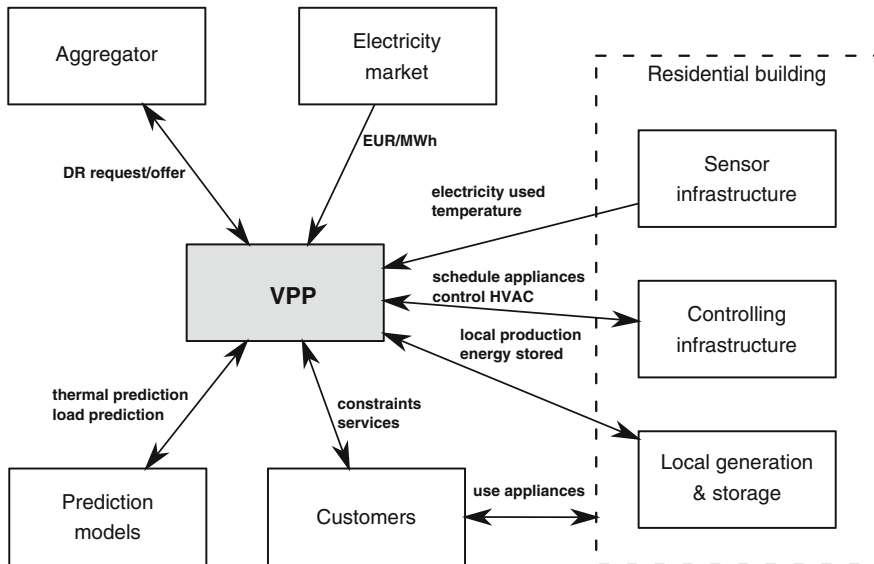 Aggregator
Electricity
market
Residential building
EUR/MWh
DR request/offer
Sensor
infrastructure
electricity used
temperature
VPP
schedule appliances
control HVAC
Controlling
infrastructure
local production
energy stored
thermal prediction
load prediction
constraints
services
Local generation
& storage
Prediction
models
Customers
use appliances